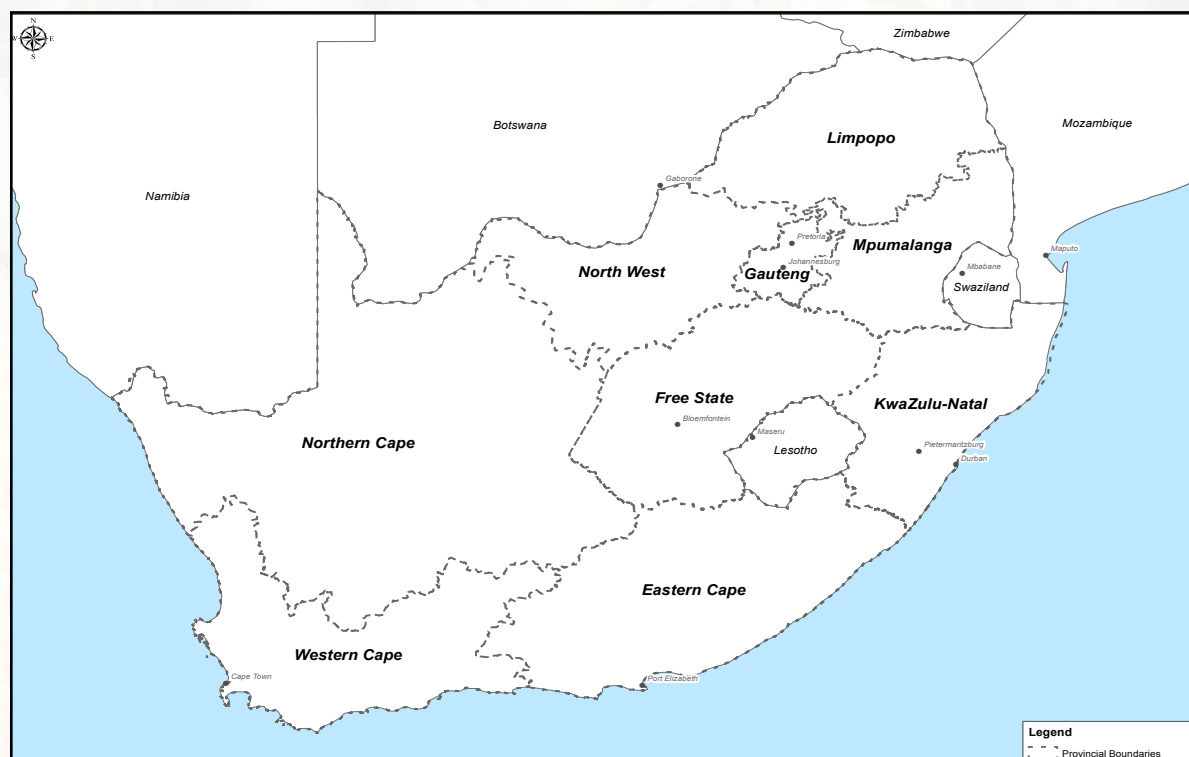 N
W E
S
Zimbabwe
Botswana
Mozambique
Limpopo
Namibia
Gaborone
Pretoria
Mpumalanga
Maputo
North West
Johannesburg
Gauteng
Mbabane
Swaziland
Free State
KwaZulu-Natal
Bloemfontein
Maseru
Northern Cape
Lesotho
Pietermaritzburg
Durban
Eastern Cape
Western Cape
Cape Town
Port Elizabeth
Legend
Provincial Boundaries